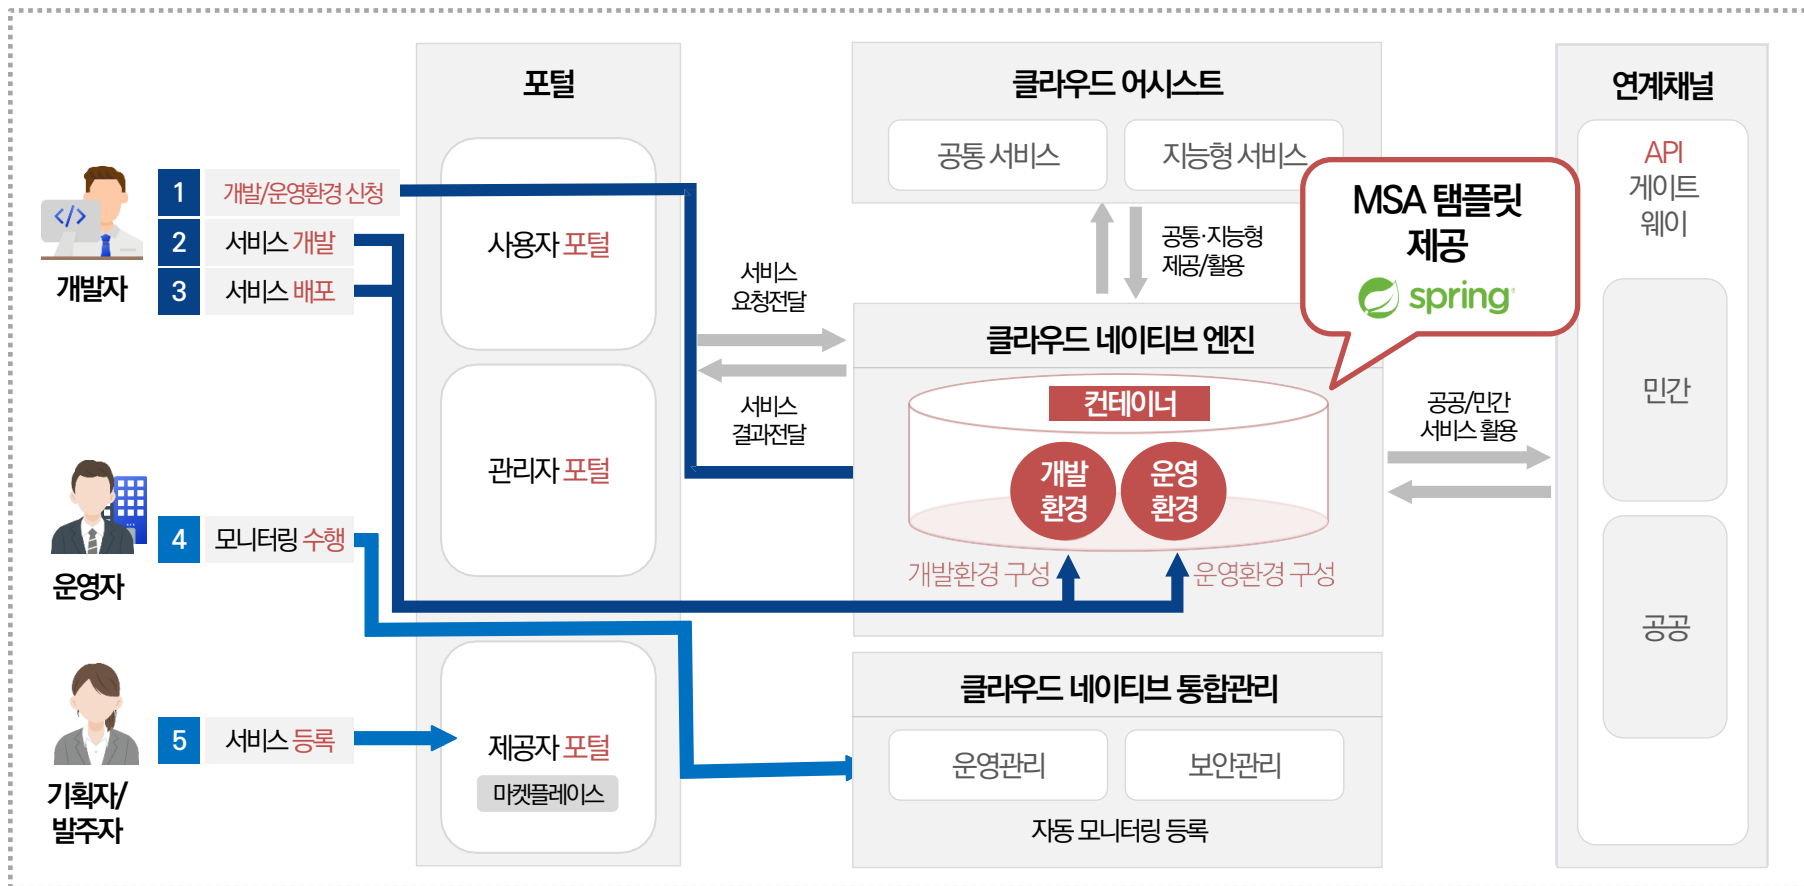 포털
클라우드 어시스트
연계채널
공통 서비스
지능형 서비스
API
게이트
웨이
MSA 탬플릿
제공
spring
1
개발/운영환경 신청
2
서비스 개발
3
서비스 배포
</>
개발자
사용자 포털
서비스
요청전달
공통·지능형
제공/활용
클라우드 네이티브 엔진
서비스
결과전달
컨테이너
개발
환경
운영
환경
개발환경 구성
운영환경 구성
공공/민간
서비스 활용
민간
공공
관리자 포털
4
모니터링 수행
운영자
클라우드 네이티브 통합관리
운영관리
보안관리
자동 모니터링 등록
5
서비스 등록
제공자 포털
마켓플레이스
기획자/
발주자